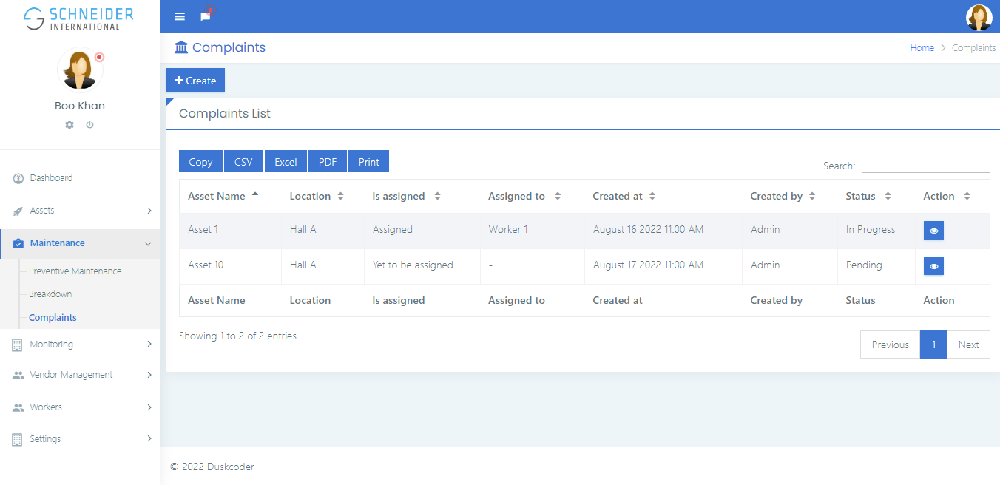 SCHNEIDER
INTERNATIONAL
Boo Khan
Dashboard
Assets
Maintenance
Preventive Maintenance
Breakdown
Complaints
Monitoring
Vendor Management
Workers
Settings
Complaints
Home > Complaints
+ Create
Complaints List
Copy CSV Excel PDF Print
Search:
Asset Name Location Is assigned Assigned to Created at Created by Status Action
Asset 1 Hall A Assigned Worker 1 August 16 2022 11:00 AM Admin In Progress
Asset 10 Hall A Yet to be assigned - August 17 2022 11:00 AM Admin Pending
Asset Name Location Is assigned Assigned to Created at Created by Status Action
Showing 1 to 2 of 2 entries
Previous 1 Next
© 2022 Duskcoder